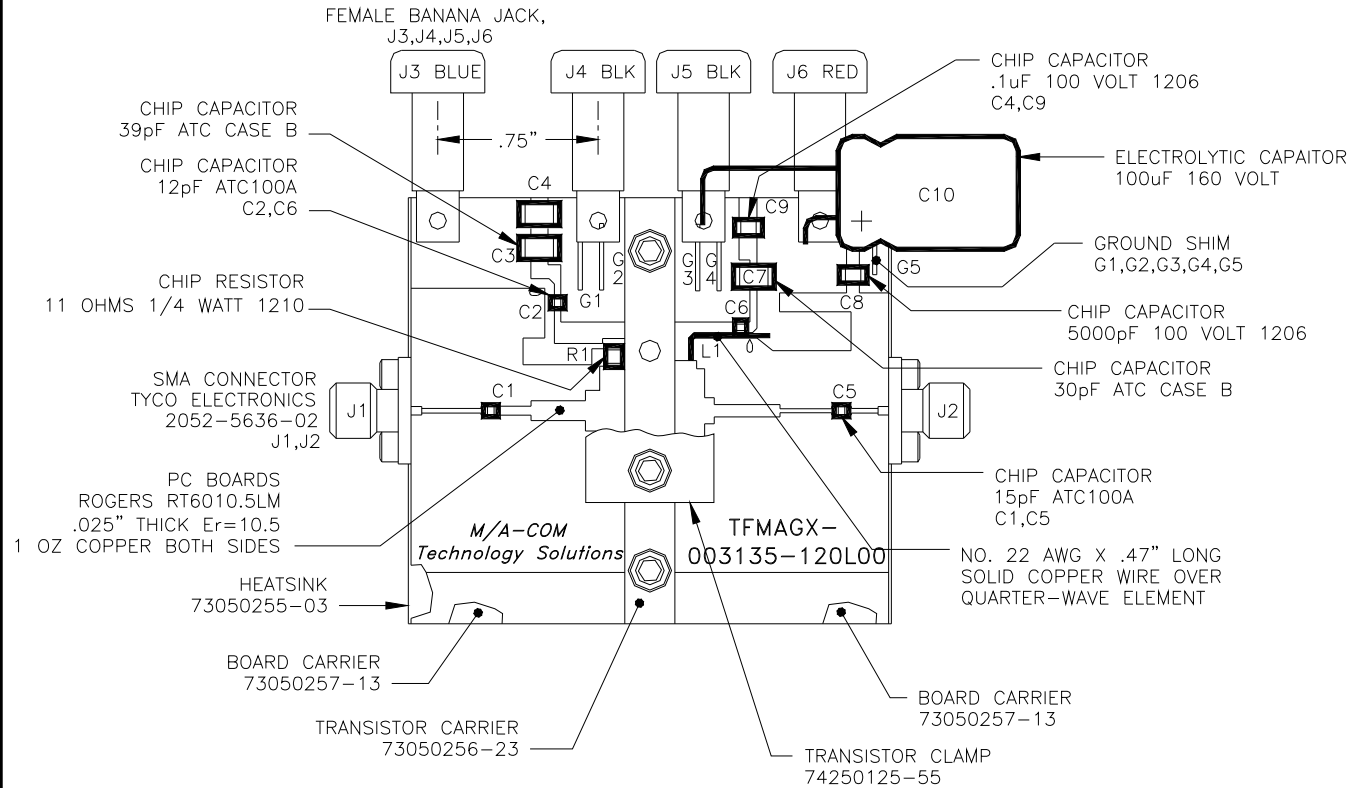 FEMALE BANANA JACK,
J3,J4,J5,J6
J3 BLUE
J4 BLK
J5 BLK
J6 RED
CHIP CAPACITOR
.1uF 100 VOLT 1206
C4,C9
CHIP CAPACITOR
39pF ATC CASE B
.75”
ELECTROLYTIC CAPAITOR
100uF 160 VOLT
CHIP CAPACITOR
12pF ATC100A
C2,C6
C4
C9
C10
C3
G2
G3
G4
C7
G5
GROUND SHIM
G1,G2,G3,G4,G5
CHIP RESISTOR
11 OHMS 1/4 WATT 1210
C2
G1
C6
C8
CHIP CAPACITOR
5000pF 100 VOLT 1206
R1
L1
CHIP CAPACITOR
30pF ATC CASE B
SMA CONNECTOR
TYCO ELECTRONICS
2052-5636-02
J1,J2
J1
C1
C5
J2
PC BOARDS
ROGERS RT6010.5LM
.025” THICK Er=10.5
1 OZ COPPER BOTH SIDES
CHIP CAPACITOR
15pF ATC100A
C1,C5
M/A-COM
Technology Solutions
TFMAGX-
003135-120L00
NO. 22 AWG X .47” LONG
SOLID COPPER WIRE OVER
QUARTER-WAVE ELEMENT
HEATSINK
73050255-03
BOARD CARRIER
73050257-13
BOARD CARRIER
73050257-13
TRANSISTOR CARRIER
73050256-23
TRANSISTOR CLAMP
74250125-55